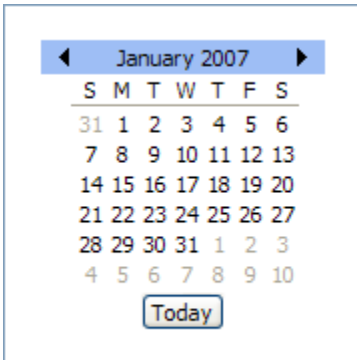 January 2007
S M T W T F S
31 1 2 3 4 5 6
7 8 9 10 11 12 13
14 15 16 17 18 19 20
21 22 23 24 25 26 27
28 29 30 31 1 2 3
4 5 6 7 8 9 10
Today